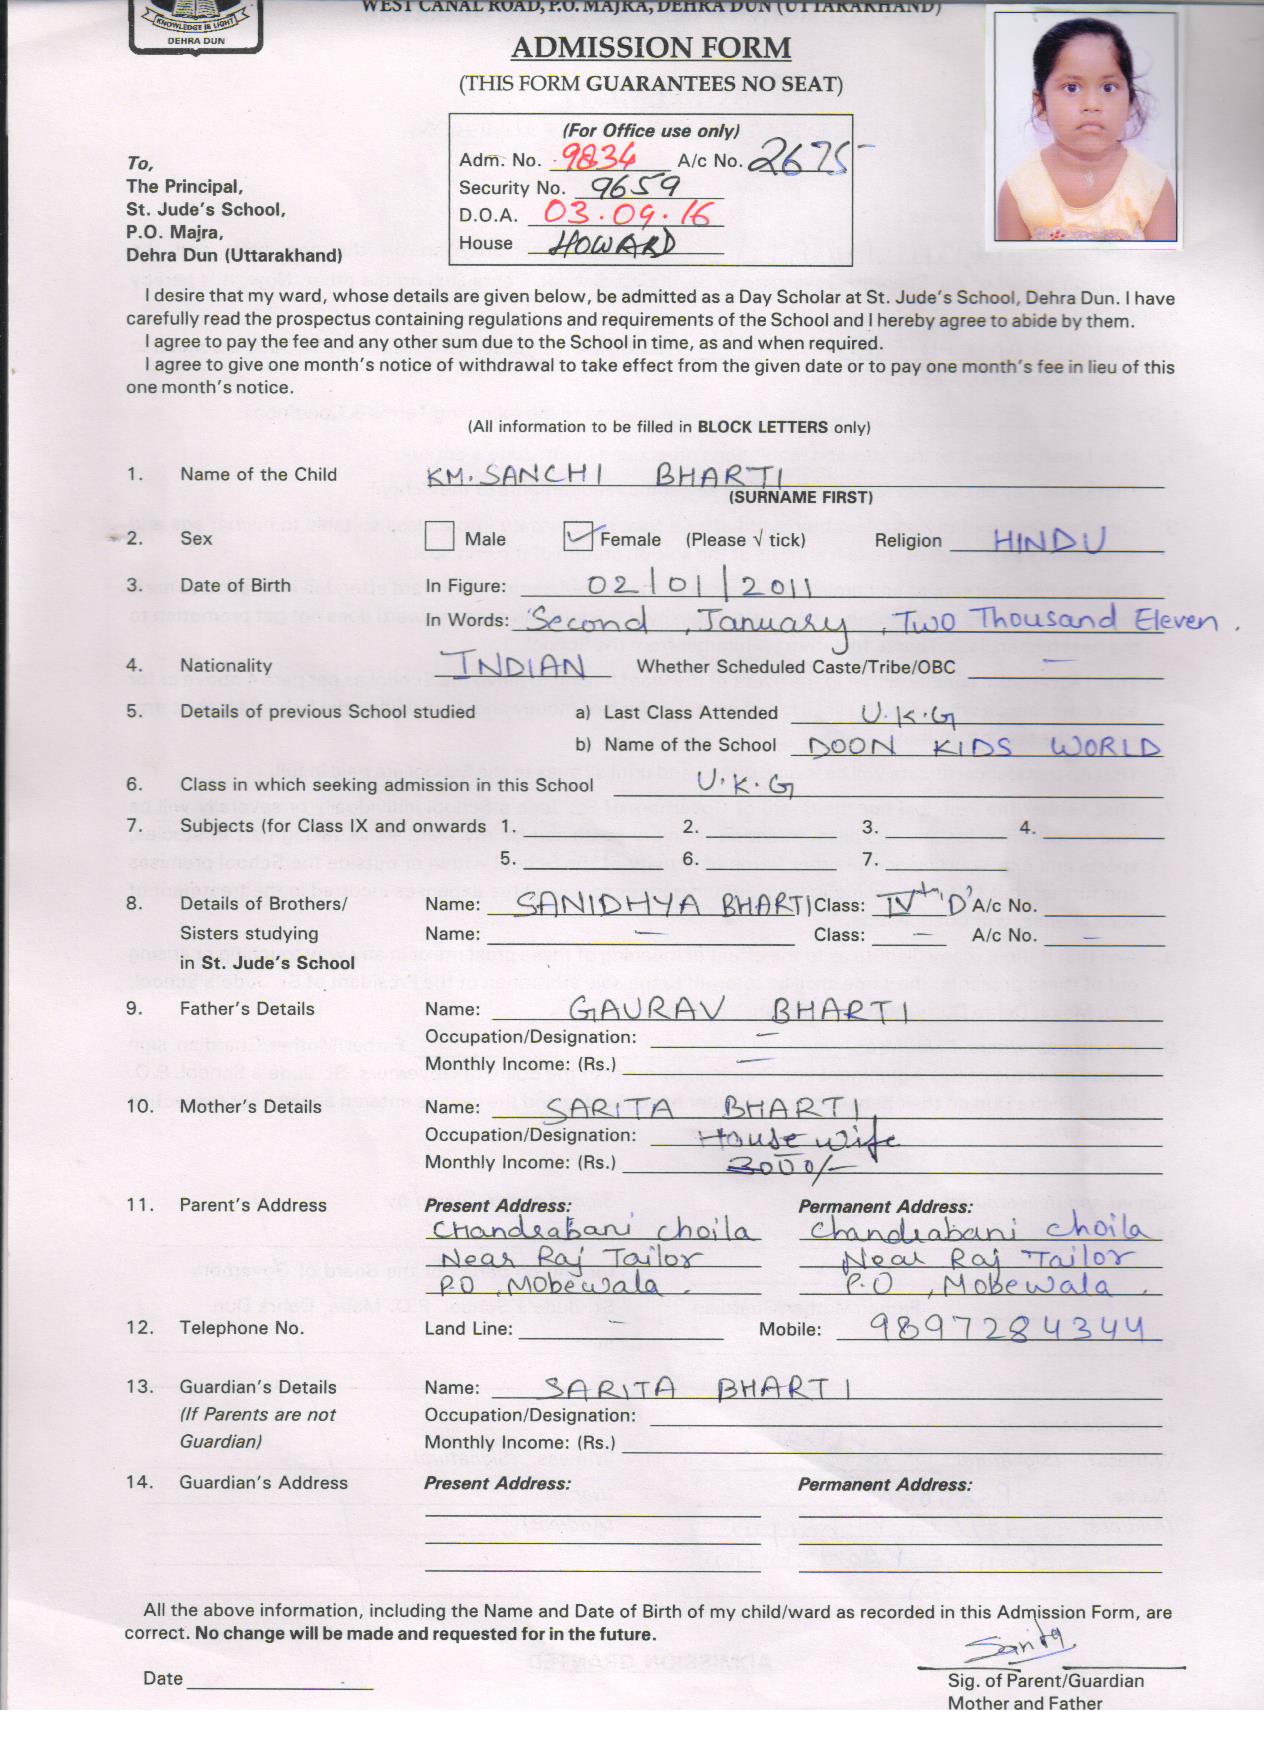 KNOWLEDGE IS LIGHT
DEHRA DUN
WEST CANAL ROAD, P.O. MAJRA, DEHRA DUN (UTTARAKHAND)
ADMISSION FORM
(THIS FORM GUARANTEES NO SEAT)
(For Office use only)
Adm. No. 9834 A/c No. 2675
Security No. 9659
D.O.A. 03.09.16
House HOWARD
To,
The Principal,
St. Jude's School,
P.O. Majra,
Dehra Dun (Uttarakhand)
I desire that my ward, whose details are given below, be admitted as a Day Scholar at St. Jude's School, Dehra Dun. I have
carefully read the prospectus containing regulations and requirements of the School and I hereby agree to abide by them.
I agree to pay the fee and any other sum due to the School in time, as and when required.
I agree to give one month's notice of withdrawal to take effect from the given date or to pay one month's fee in lieu of this
one month's notice.
(All information to be filled in BLOCK LETTERS only)
1. Name of the Child KM. SANCHI BHARTI
(SURNAME FIRST)
2. Sex Male ✓ Female (Please √ tick) Religion HINDU
3. Date of Birth In Figure: 02/01/2011
In Words: Second , January , Two Thousand Eleven .
4. Nationality INDIAN Whether Scheduled Caste/Tribe/OBC —
5. Details of previous School studied a) Last Class Attended U.K.G
b) Name of the School DOON KIDS WORLD
6. Class in which seeking admission in this School U.K.G
7. Subjects (for Class IX and onwards 1. 2. 3. 4.
5. 6. 7.
8. Details of Brothers/ Name: SANIDHYA BHARTI Class: IVth 'D' A/c No.
Sisters studying Name: — Class: — A/c No. —
in St. Jude's School
9. Father's Details Name: GAURAV BHARTI
Occupation/Designation: —
Monthly Income: (Rs.) —
10. Mother's Details Name: SARITA BHARTI
Occupation/Designation: House wife
Monthly Income: (Rs.) 3000/-
11. Parent's Address Present Address: Permanent Address:
Chandrabani choila Chandrabani choila
Near Raj Tailor Near Raj Tailor
P.O , Mobewala . P.O , Mobewala .
12. Telephone No. Land Line: — Mobile: 9897284344
13. Guardian's Details Name: SARITA BHARTI
(If Parents are not Occupation/Designation:
Guardian) Monthly Income: (Rs.)
14. Guardian's Address Present Address: Permanent Address:
All the above information, including the Name and Date of Birth of my child/ward as recorded in this Admission Form, are
correct. No change will be made and requested for in the future.
Sarita
Date
Sig. of Parent/Guardian
Mother and Father